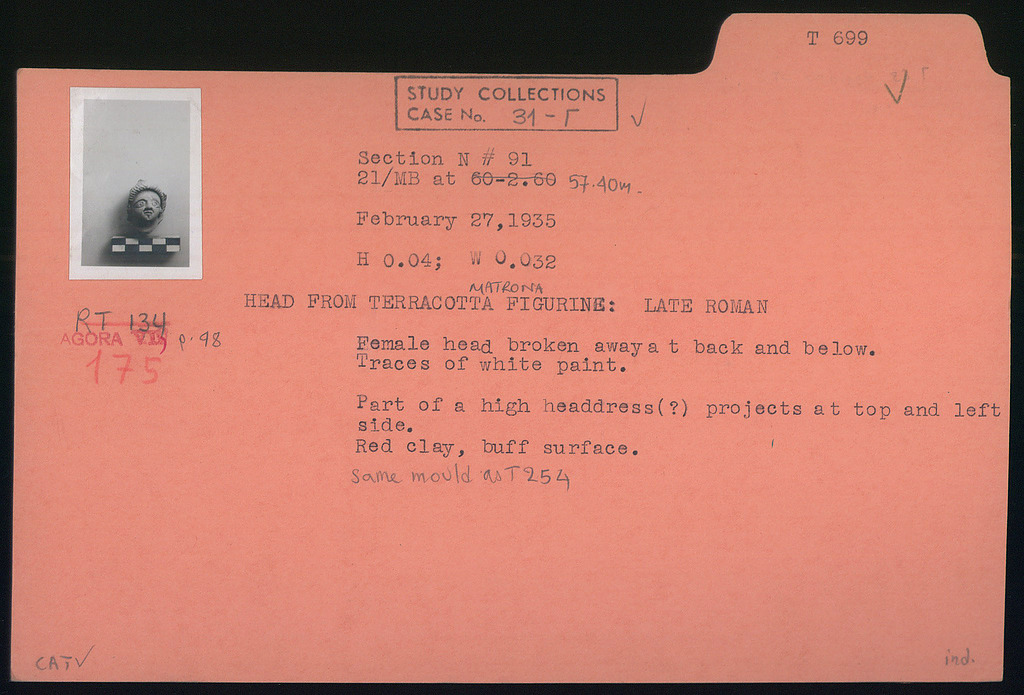 T 699
STUDY COLLECTIONS
CASE No. 31-Γ
Section N # 91
21/MB at 60-2.60 57.40m.
February 27,1935
H 0.04; W 0.032
MATRONA
HEAD FROM TERRACOTTA FIGURINE: LATE ROMAN
RT 134
AGORA p. 48
175
Female head broken away at back and below.
Traces of white paint.
Part of a high headdress(?) projects at top and left
side.
Red clay, buff surface.
same mould as T 254
CAT✓
ind.